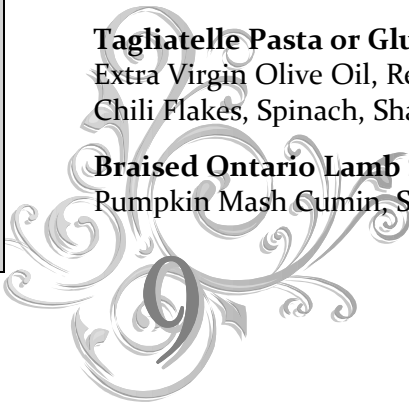 Tagliatelle Pasta or
Extra Virgin Olive Oil,
Chili Flakes, Spinach,
Braised Ontario Lamb
Pumpkin Mash Cumin,
9